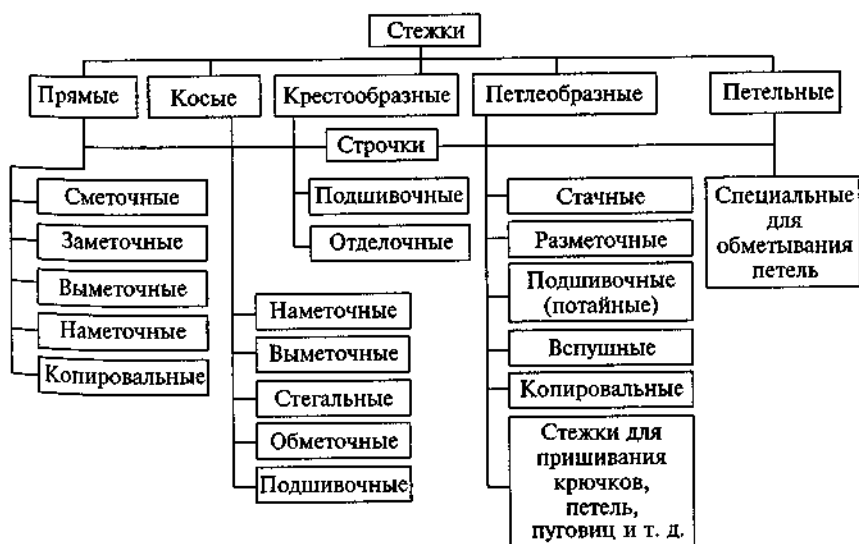 Стежки
Прямые
Косые
Крестообразные
Петлеобразные
Петельные
Строчки
Сметочные
Заметочные
Выметочные
Наметочные
Копировальные
Наметочные
Выметочные
Стегальные
Обметочные
Подшивочные
Подшивочные
Отделочные
Стачные
Разметочные
Подшивочные
(потайные)
Вспушные
Копировальные
Стежки для
пришивания
крючков,
петель,
пуговиц и т. д.
Специальные
для
обметывания
петель